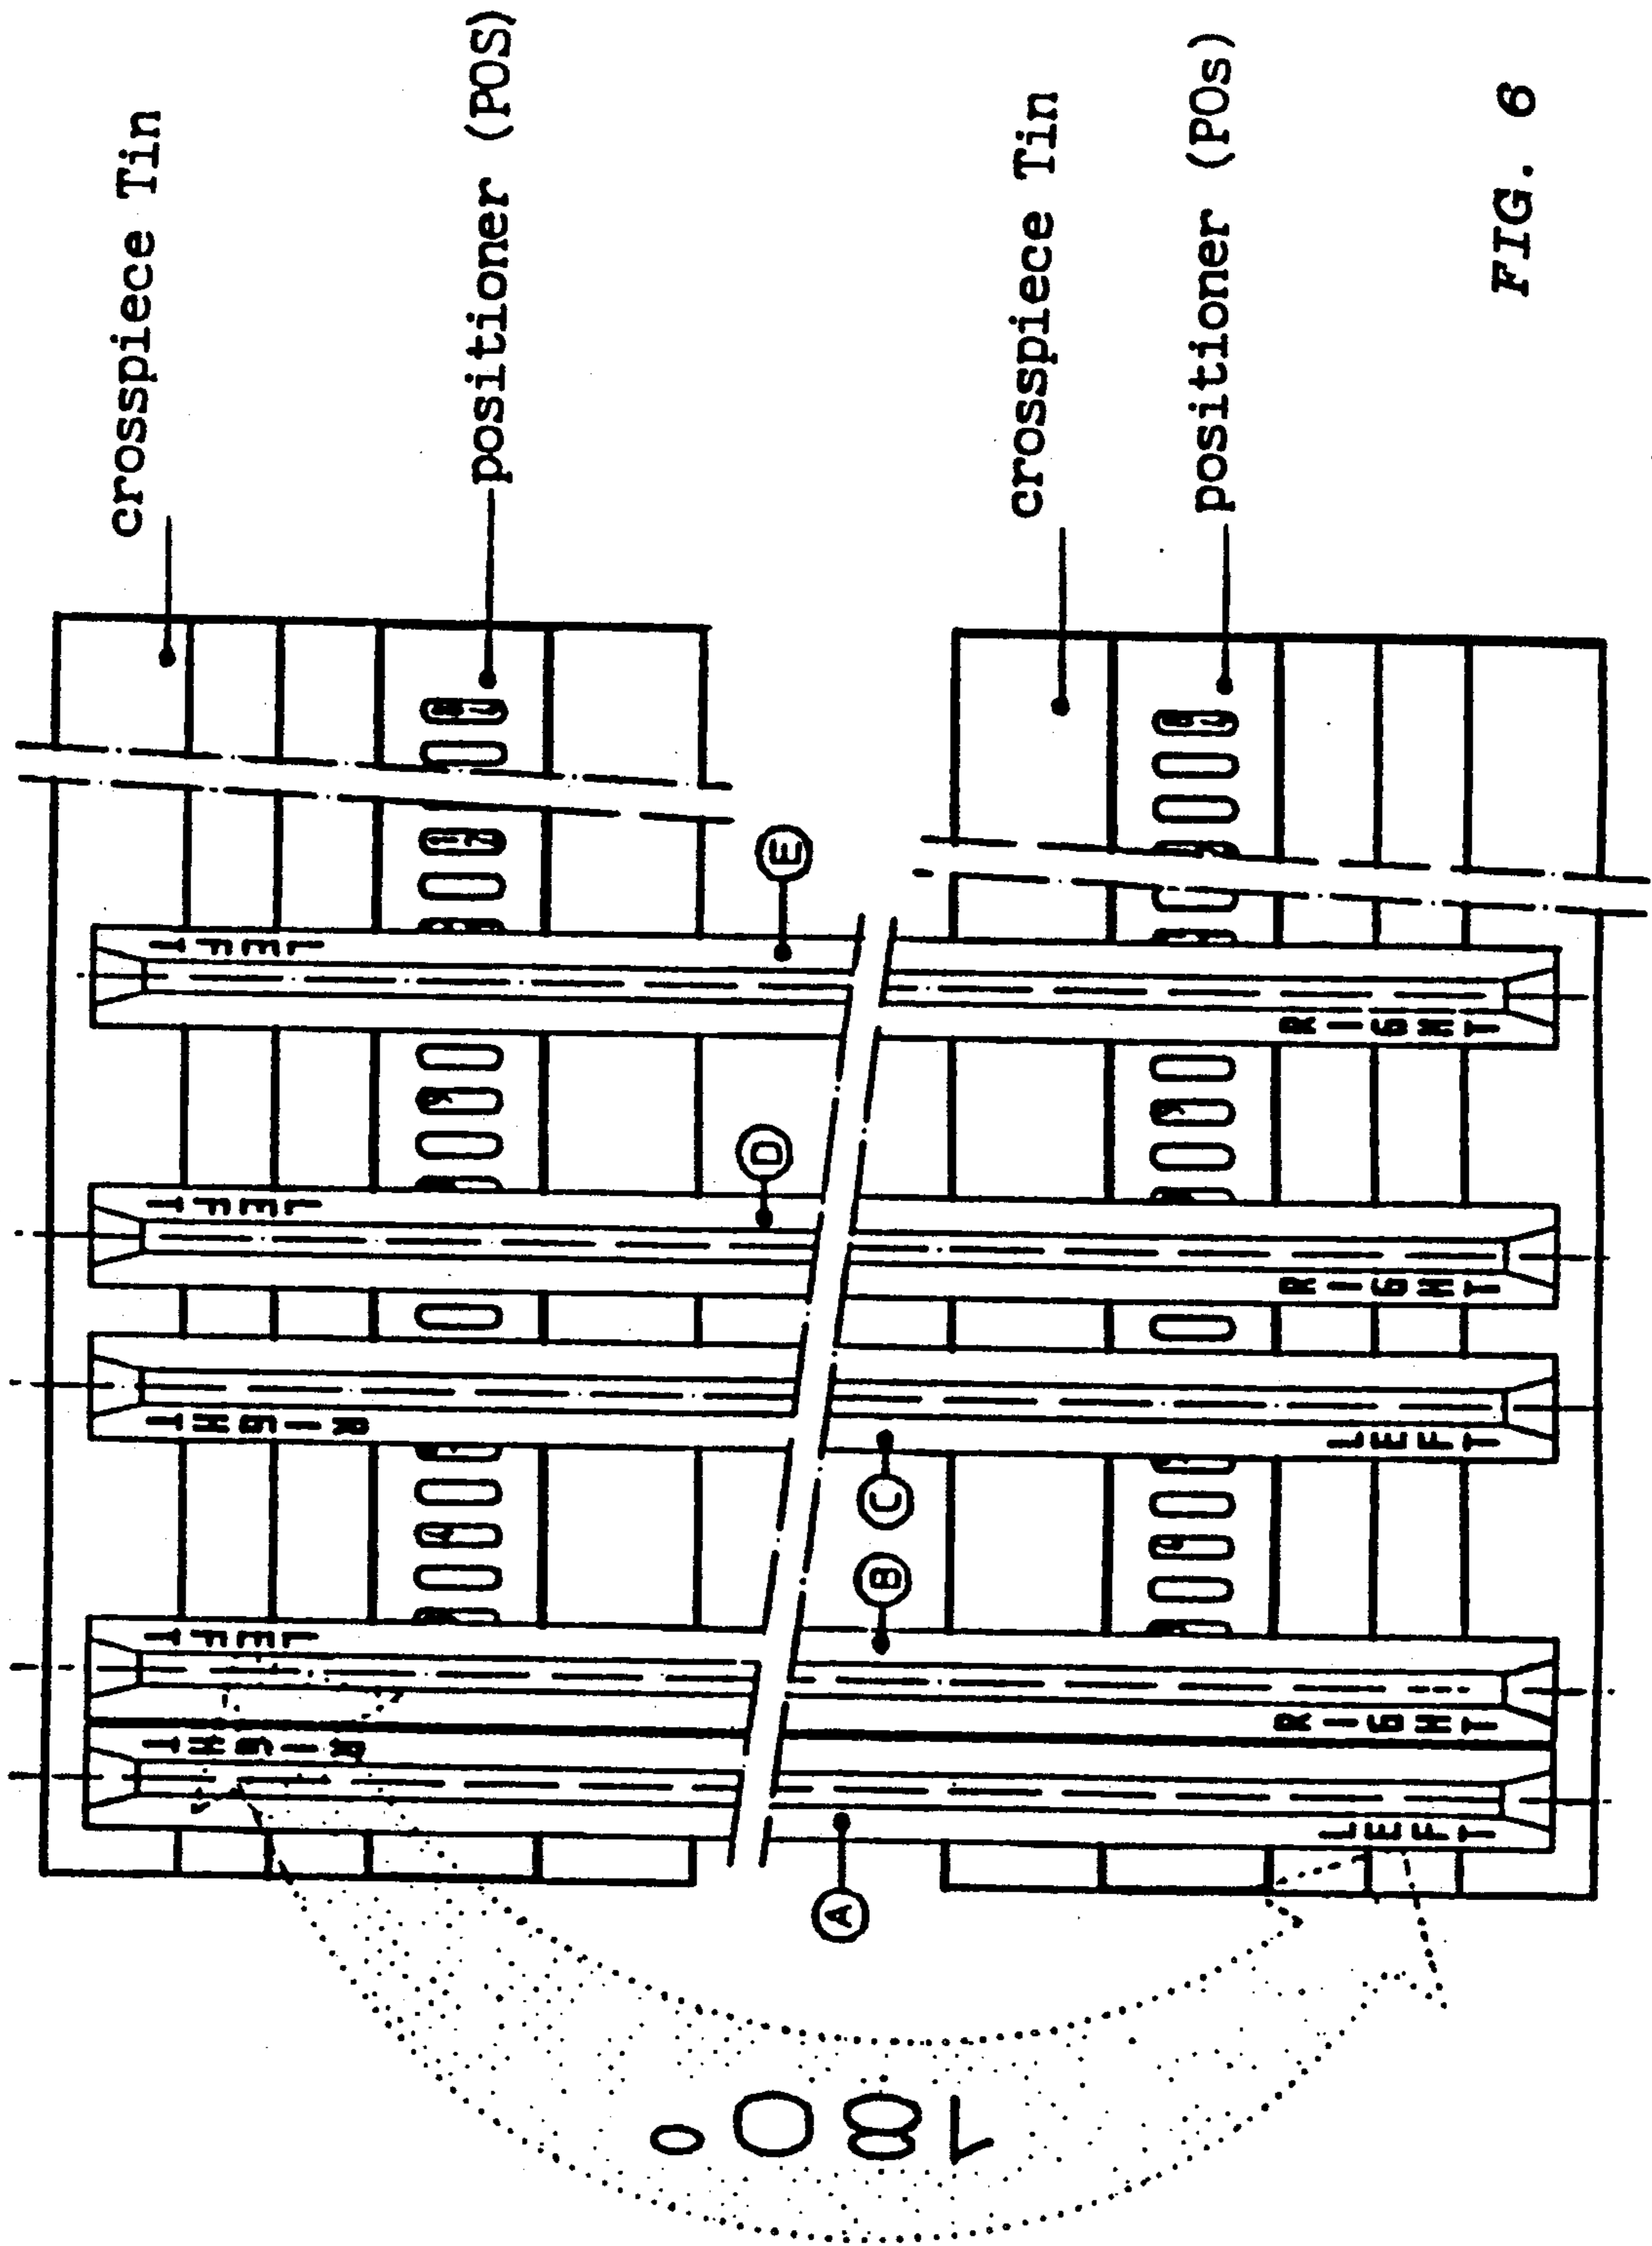 crosspiece Tin
positioner (POS)
crosspiece Tin
positioner (POs)
FIG. 6
E
LEFT
RIGHT
D
LEFT
RIGHT
C
RIGHT
LEFT
B
LEFT
RIGHT
A
RIGHT
LEFT
180°